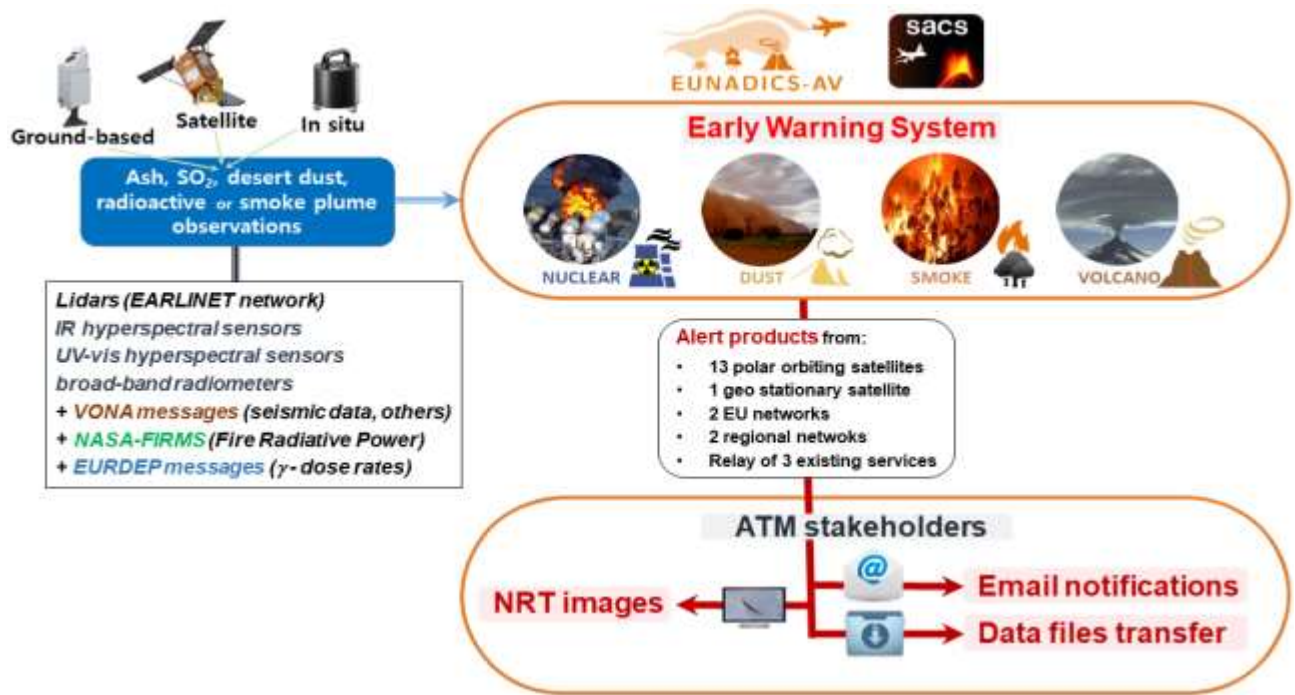 EUNADICS-AV
sacs
Ground-based
Satellite
In situ
Ash, SO₂, desert dust,
radioactive or smoke plume
observations
Early Warning System
NUCLEAR
DUST
SMOKE
VOLCANO
Lidars (EARLINET network)
IR hyperspectral sensors
UV-vis hyperspectral sensors
broad-band radiometers
+ VONA messages (seismic data, others)
+ NASA-FIRMS (Fire Radiative Power)
+ EURDEP messages (γ- dose rates)
Alert products from:
• 13 polar orbiting satellites
• 1 geo stationary satellite
• 2 EU networks
• 2 regional netwoks
• Relay of 3 existing services
ATM stakeholders
NRT images
@
Email notifications
Data files transfer